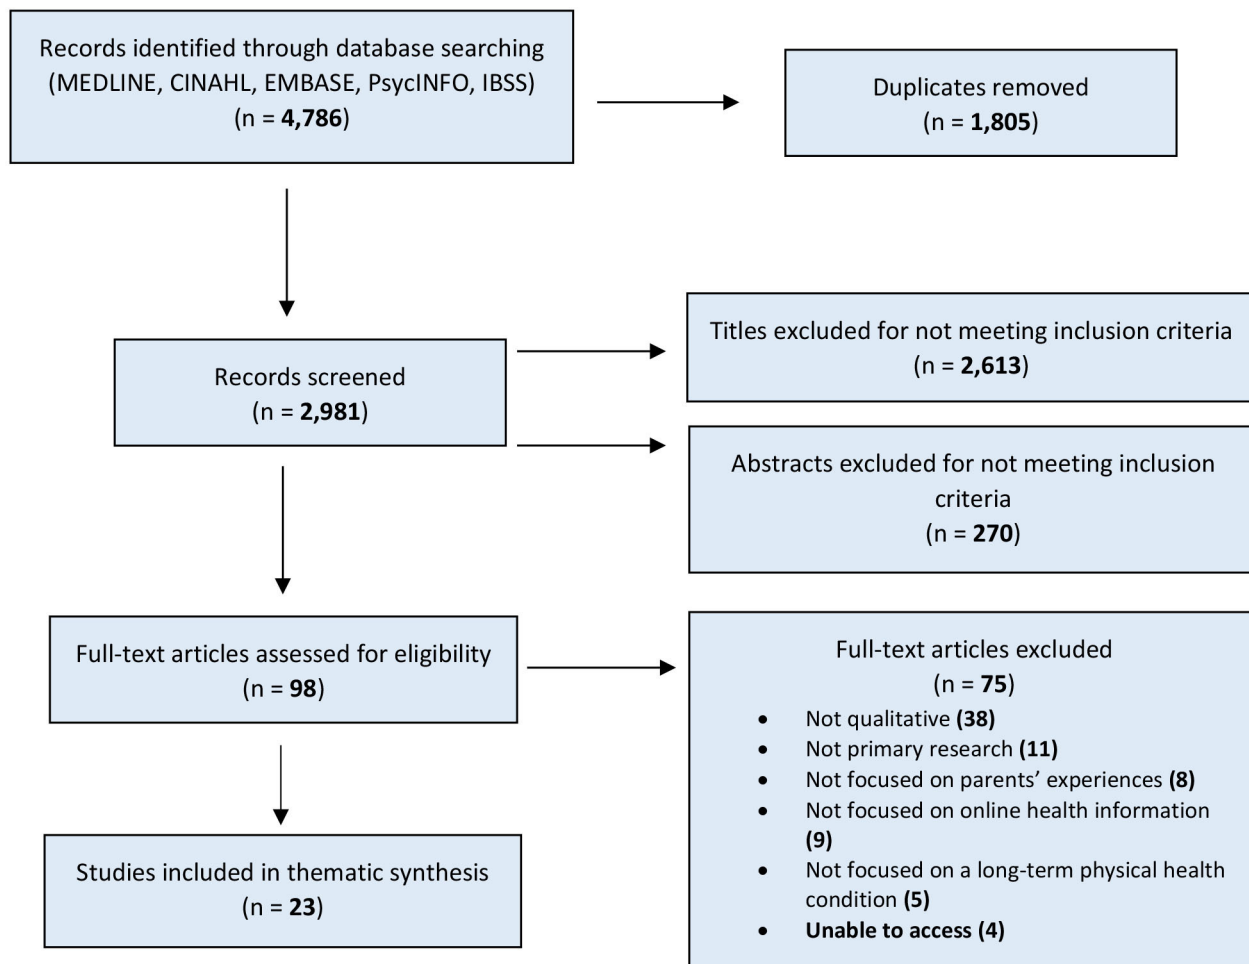 Records identified through database searching
(MEDLINE, CINAHL, EMBASE, PsycINFO, IBSS)
(n = 4,786)
Duplicates removed
(n = 1,805)
Records screened
(n = 2,981)
Titles excluded for not meeting inclusion criteria
(n = 2,613)
Abstracts excluded for not meeting inclusion
criteria
(n = 270)
Full-text articles assessed for eligibility
(n = 98)
Full-text articles excluded
(n = 75)
• Not qualitative (38)
• Not primary research (11)
• Not focused on parents’ experiences (8)
• Not focused on online health information
(9)
• Not focused on a long-term physical health
condition (5)
• Unable to access (4)
Studies included in thematic synthesis
(n = 23)